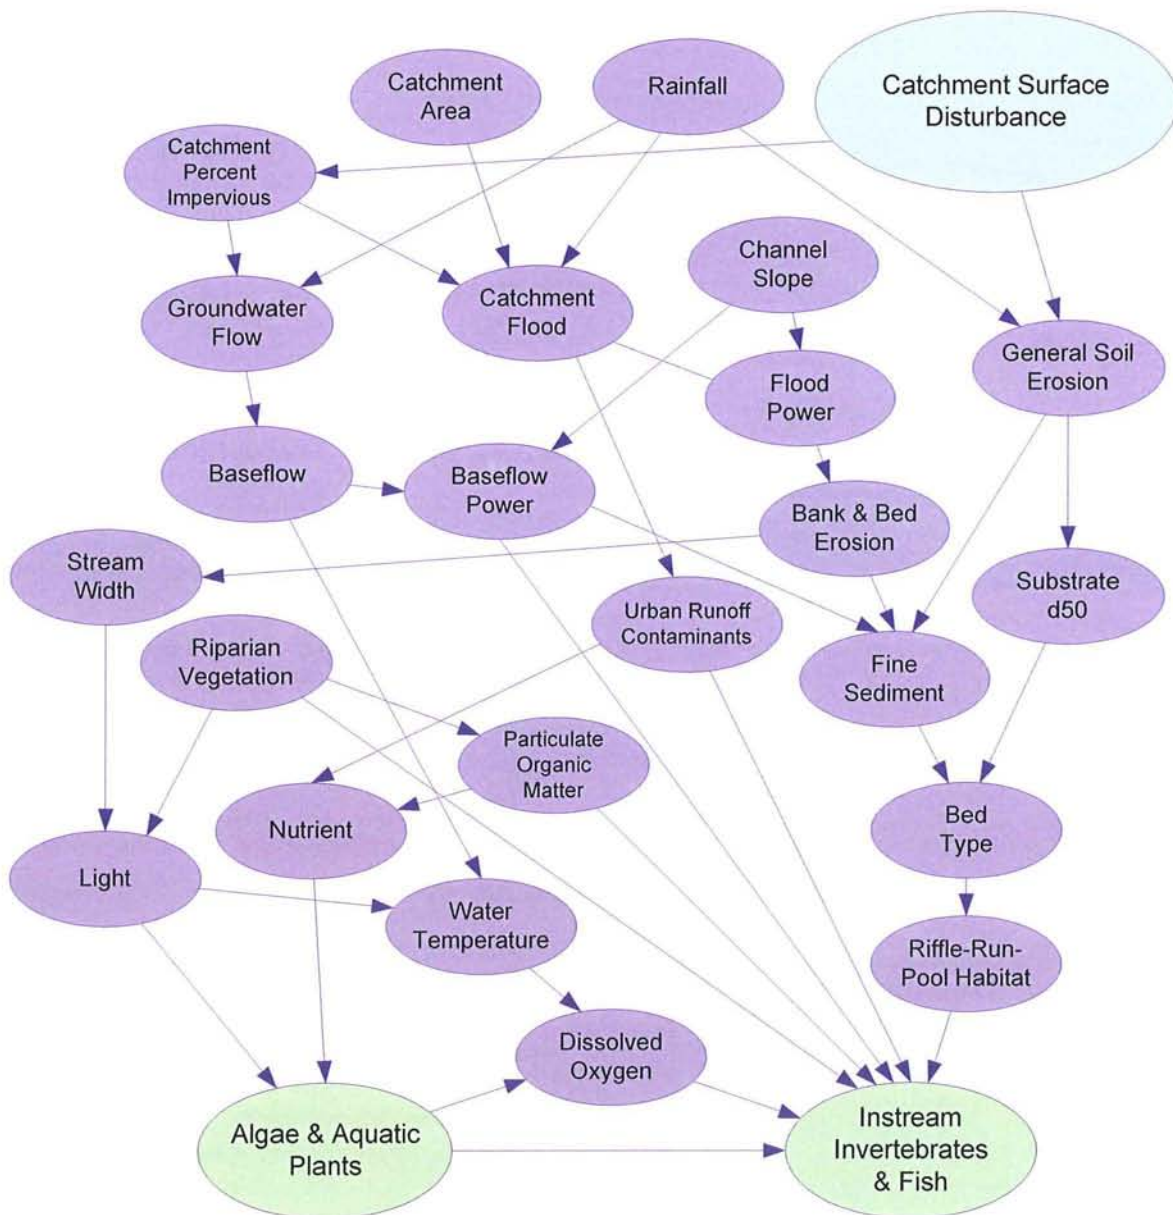 Catchment
Area
Rainfall
Catchment Surface
Disturbance
Catchment
Percent
Impervious
Channel
Slope
Groundwater
Flow
Catchment
Flood
General Soil
Erosion
Flood
Power
Baseflow
Baseflow
Power
Bank & Bed
Erosion
Stream
Width
Substrate
d50
Urban Runoff
Contaminants
Riparian
Vegetation
Fine
Sediment
Particulate
Organic
Matter
Nutrient
Bed
Type
Light
Water
Temperature
Riffle-Run-
Pool Habitat
Dissolved
Oxygen
Algae & Aquatic
Plants
Instream
Invertebrates
& Fish